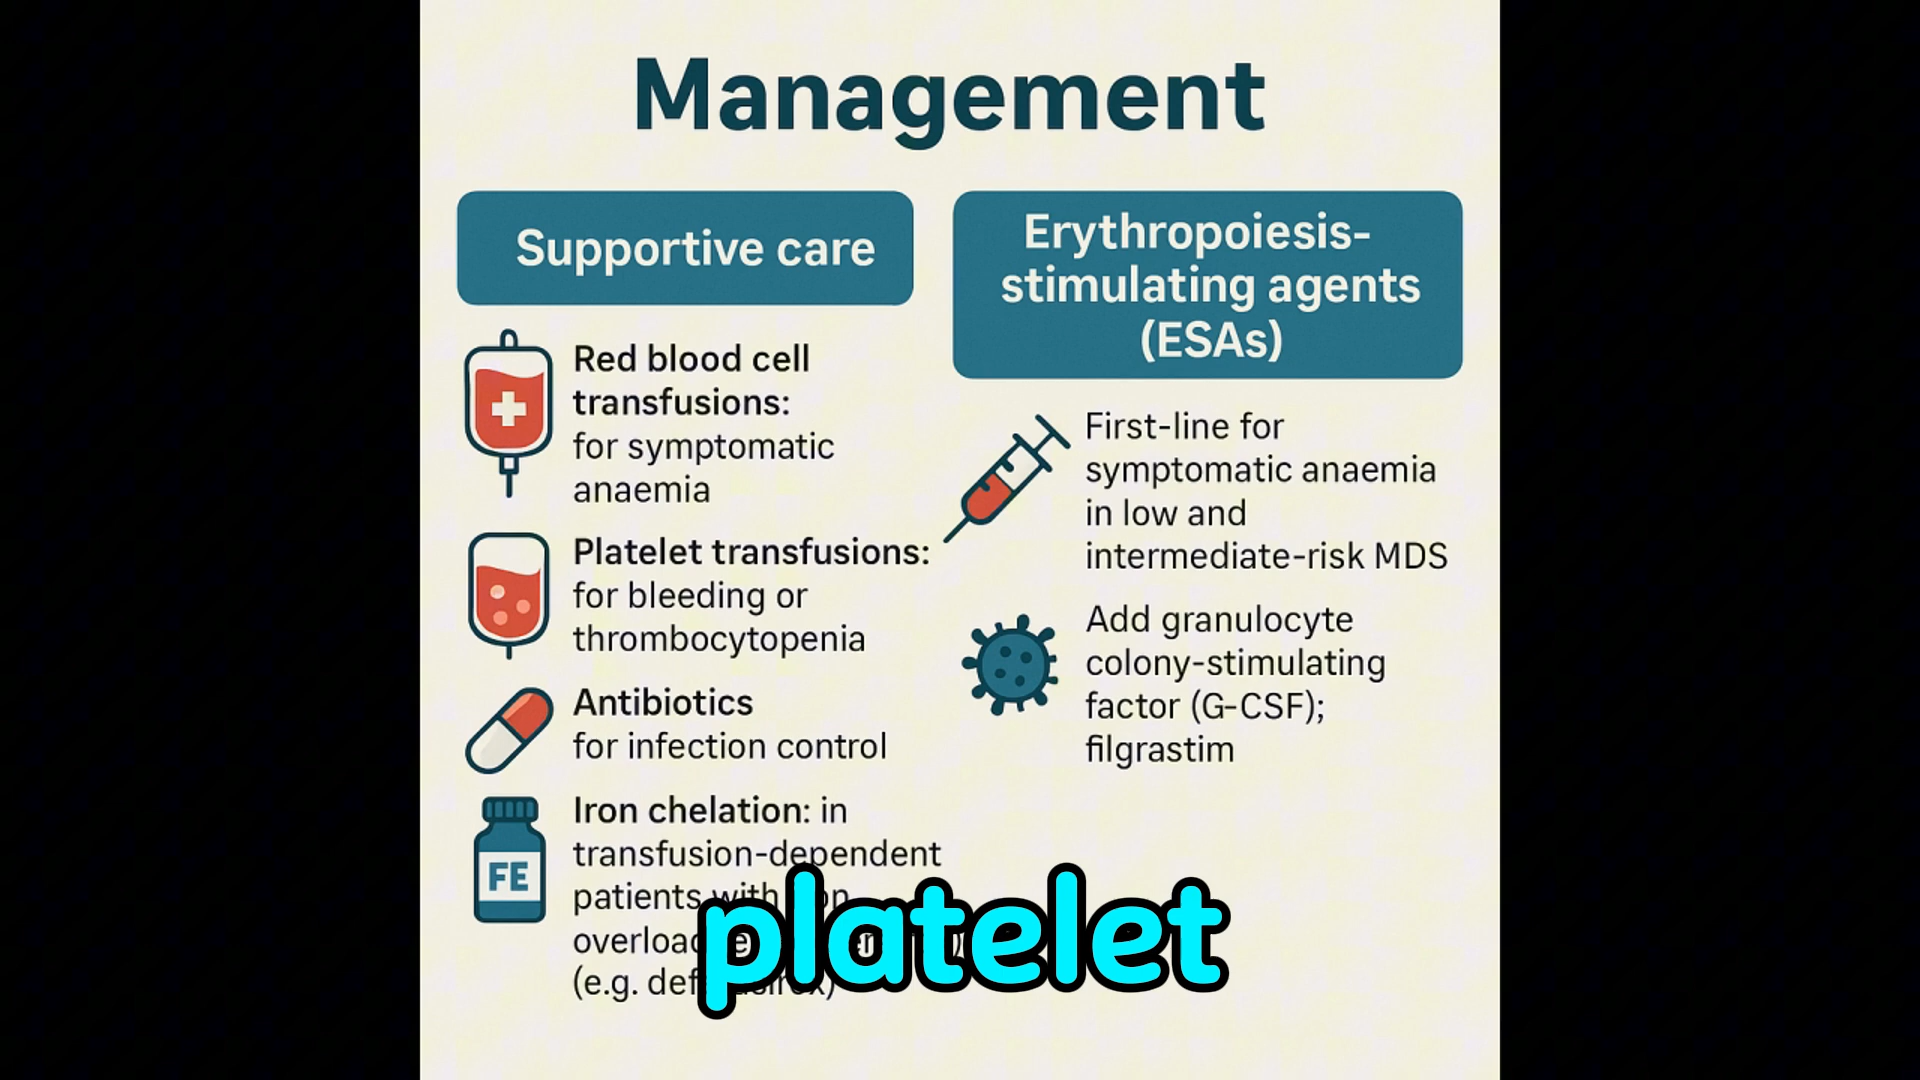 Management
Supportive care
Red blood cell
transfusions:
for symptomatic
anaemia
Platelet transfusions:
for bleeding or
thrombocytopenia
Antibiotics
for infection control
FE
Iron chelation: in
transfusion-dependent
patients with
overload
(e.g.
Erythropoiesis-
stimulating agents
(ESAs)
First-line for
symptomatic anaemia
in low and
intermediate-risk MDS
Add granulocyte
colony-stimulating
factor (G-CSF);
filgrastim
platelet